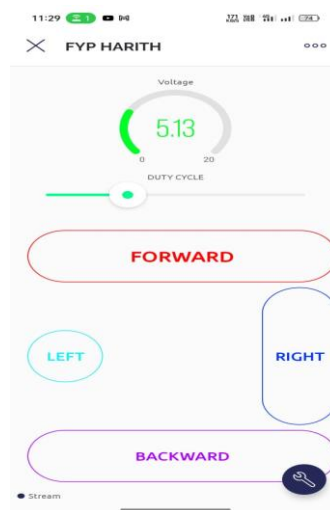 11:29
FYP HARITH
Voltage
5.13
0 20
DUTY CYCLE
FORWARD
LEFT RIGHT
BACKWARD
Stream